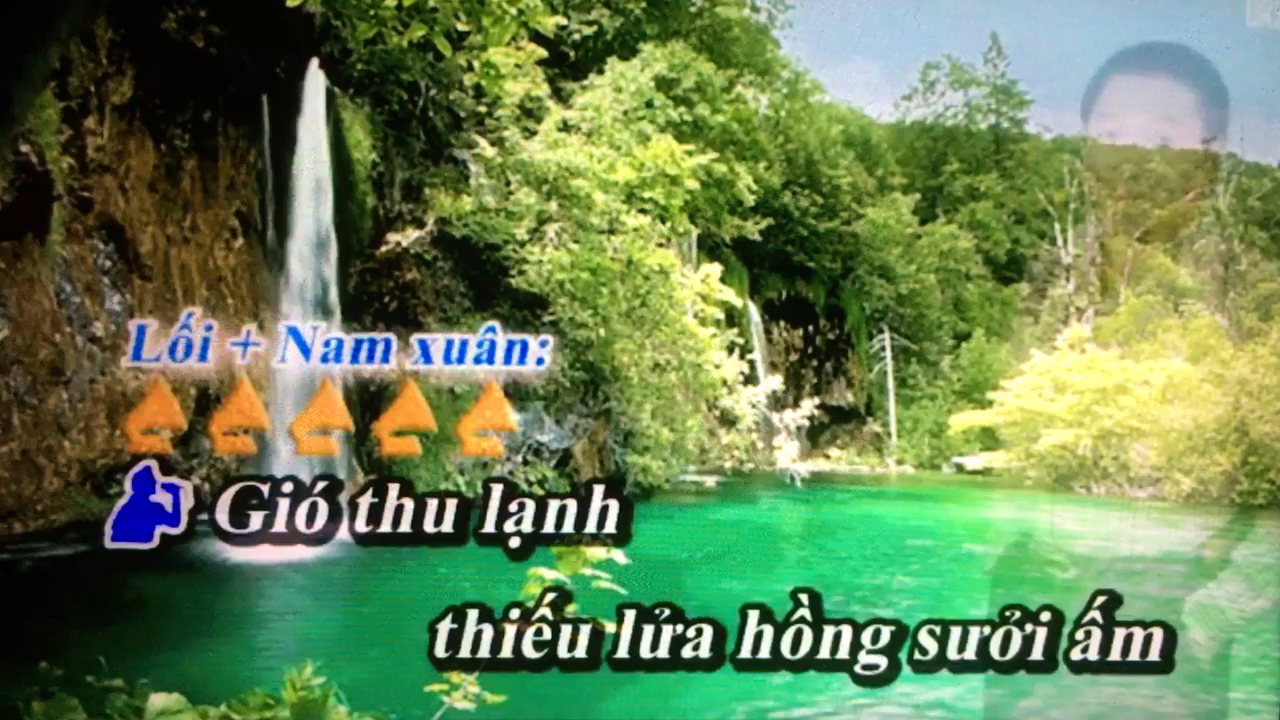 Lối + Nam xuân:
Gió thu lạnh
thiếu lửa hồng sưởi ấm